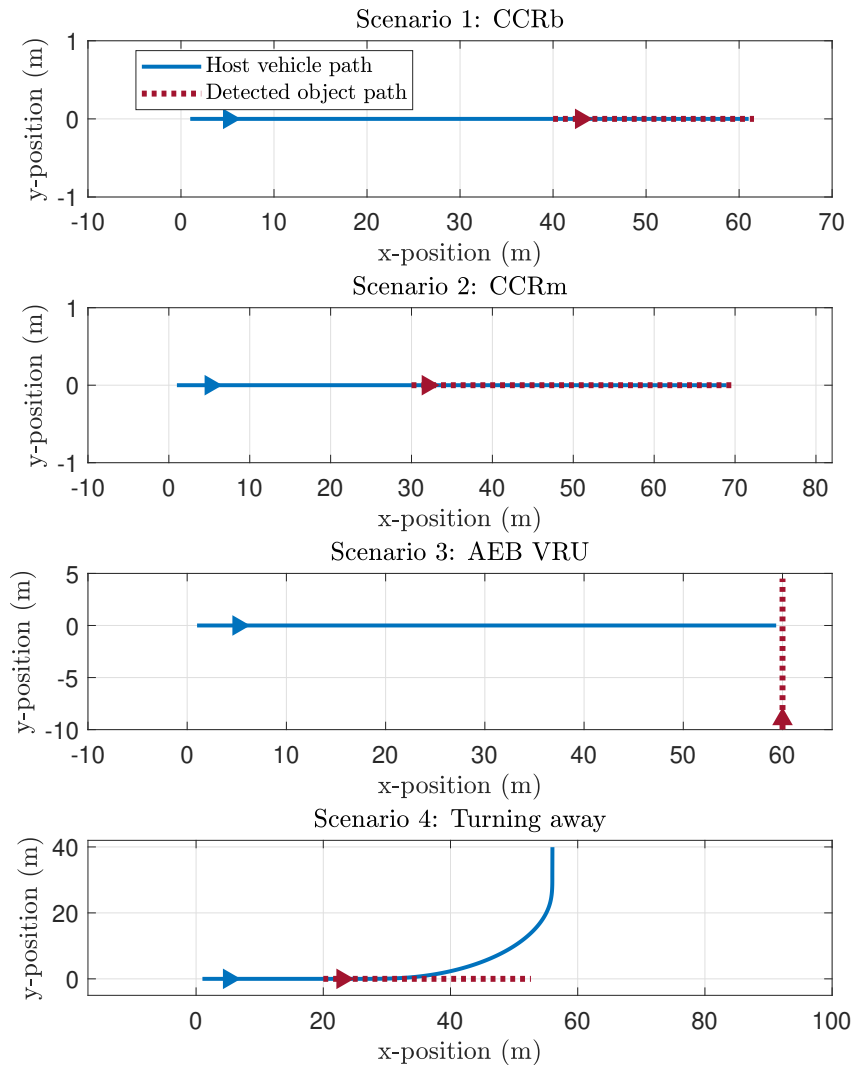 Scenario 1: CCRb
1
0
-1
y-position (m)
Host vehicle path
Detected object path
-10 0 10 20 30 40 50 60 70
x-position (m)
Scenario 2: CCRm
1
0
-1
y-position (m)
-10 0 10 20 30 40 50 60 70 80
x-position (m)
Scenario 3: AEB VRU
5
0
-5
-10
y-position (m)
-10 0 10 20 30 40 50 60
x-position (m)
Scenario 4: Turning away
40
20
0
y-position (m)
0 20 40 60 80 100
x-position (m)